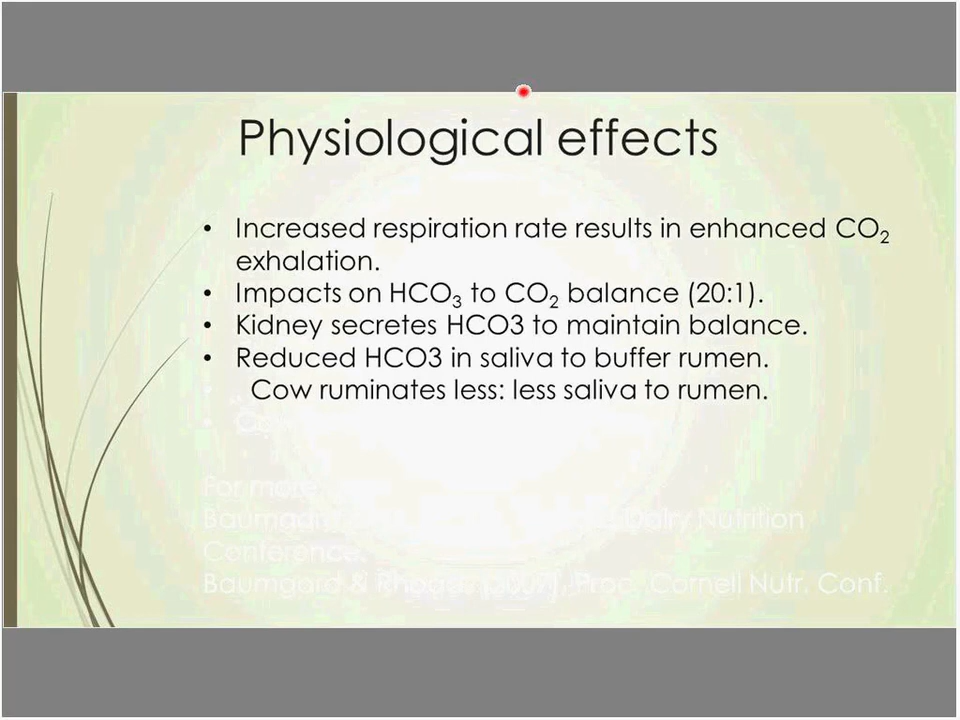 Physiological effects
• Increased respiration rate results in enhanced CO₂
exhalation.
• Impacts on HCO₃ to CO₂ balance (20:1).
• Kidney secretes HCO3 to maintain balance.
• Reduced HCO3 in saliva to buffer rumen.
• Cow ruminates less: less saliva to rumen.
For more
Dairy Nutrition
Conference.
Baumgard & Proc. Cornell Nutr. Conf.